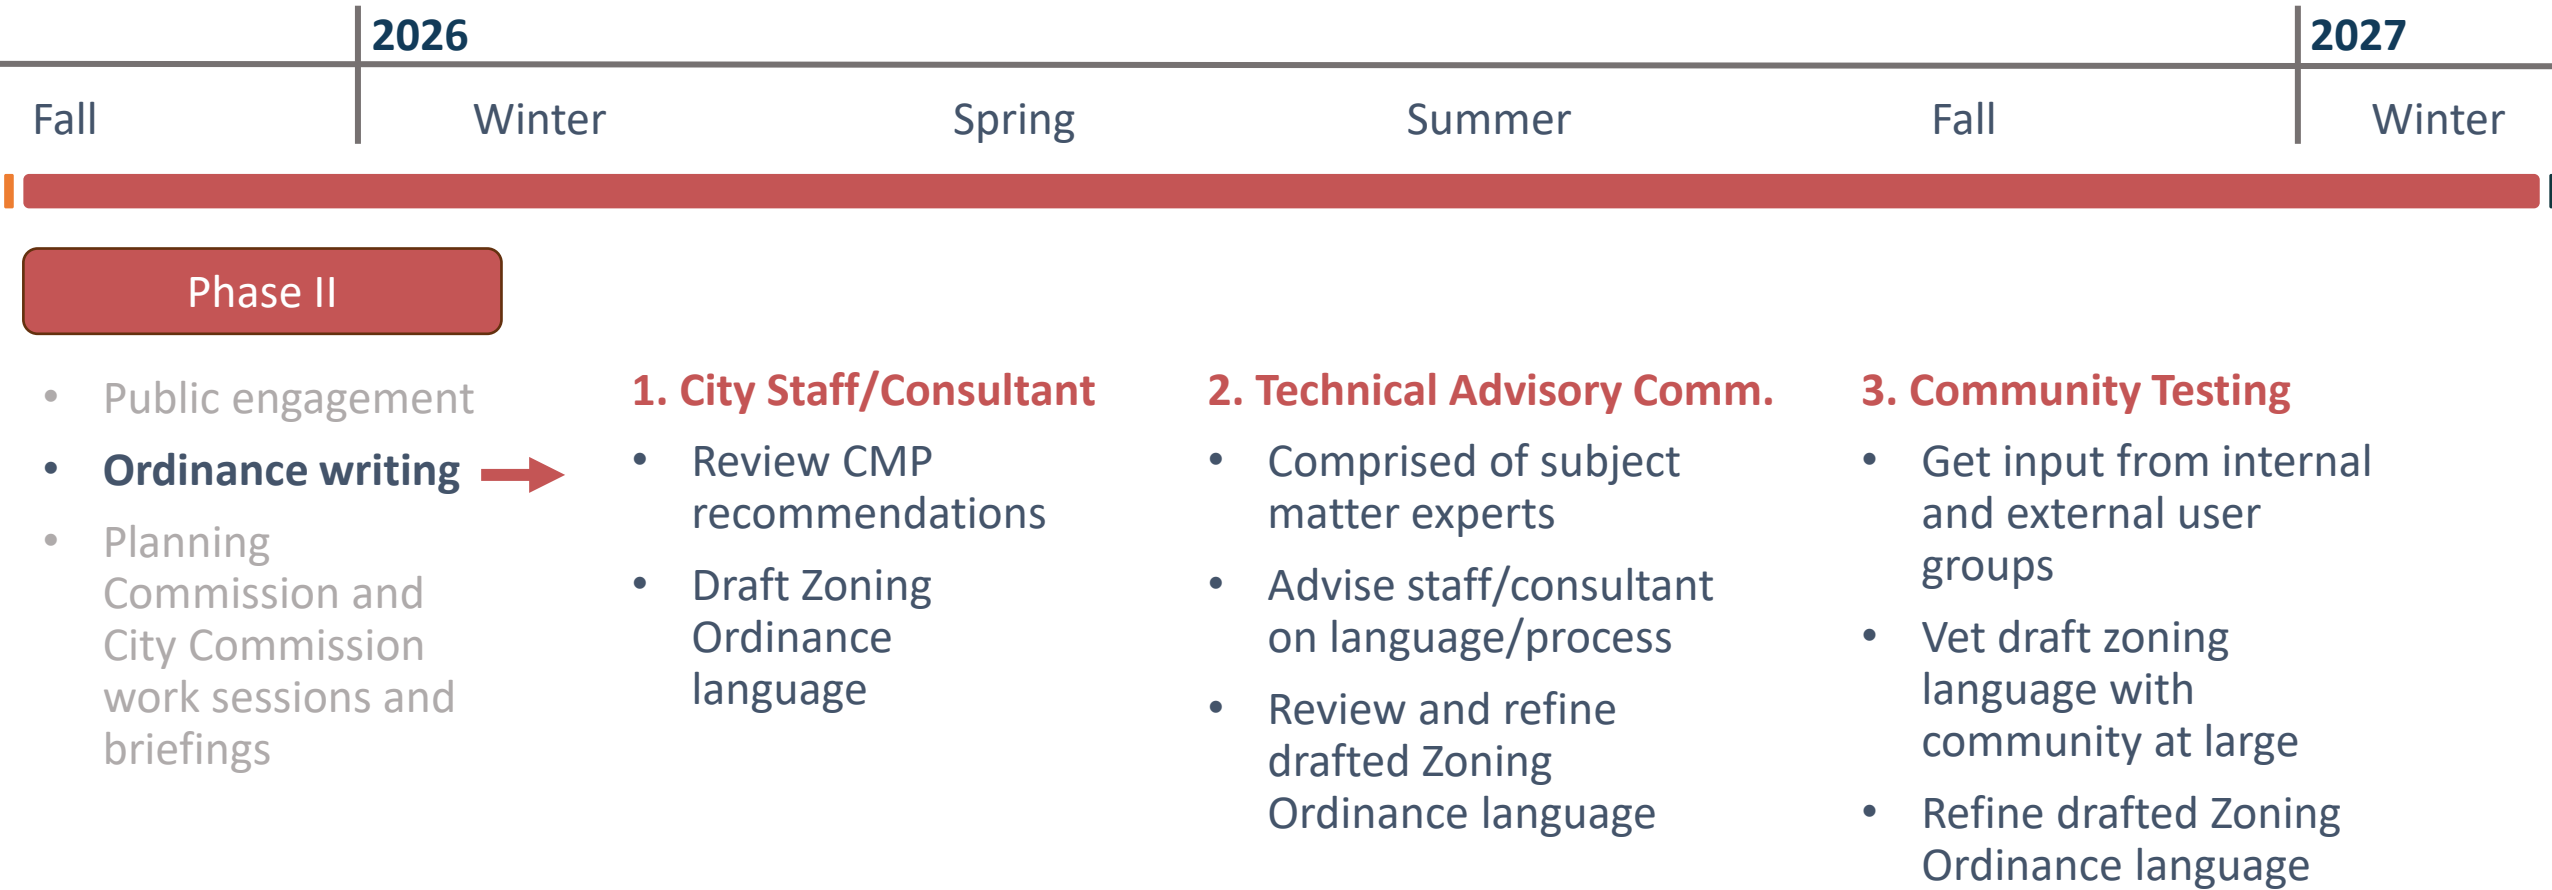 2026
2027
Fall
Winter
Spring
Summer
Fall
Winter
Phase II
• Public engagement
• Ordinance writing
• Planning
Commission and
City Commission
work sessions and
briefings
1. City Staff/Consultant
• Review CMP
recommendations
• Draft Zoning
Ordinance
language
2. Technical Advisory Comm.
• Comprised of subject
matter experts
• Advise staff/consultant
on language/process
• Review and refine
drafted Zoning
Ordinance language
3. Community Testing
• Get input from internal
and external user
groups
• Vet draft zoning
language with
community at large
• Refine drafted Zoning
Ordinance language